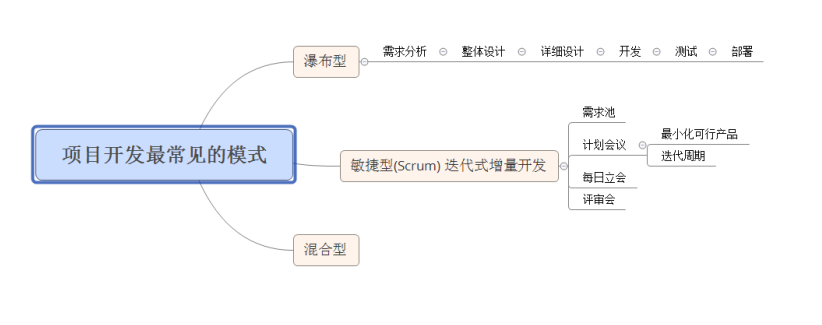 项目开发最常见的模式
瀑布型
需求分析
整体设计
详细设计
开发
测试
部署
敏捷型(Scrum) 迭代式增量开发
需求池
计划会议
最小化可行产品
迭代周期
每日立会
评审会
混合型